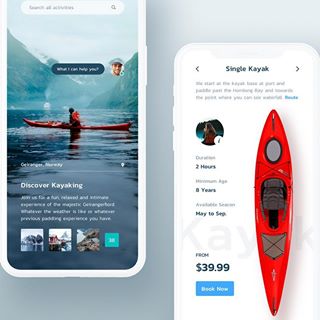 Search all activities
What I can help you?
Geiranger, Norway
Discover Kayaking
Join us for a fun, relaxed and intimate
experience of the majestic Geirangerfjord
Whatever the weather is like or whatever
previous paddling experience you have.
Single Kayak
We start at the kayak base at port and
paddle past the Homlong Bay and towards
the point where you can see waterfall. Route
Duration
2 Hours
Minimum Age
8 Years
Available Season
May to Sep.
Kayak
FROM
$39.99
Book Now